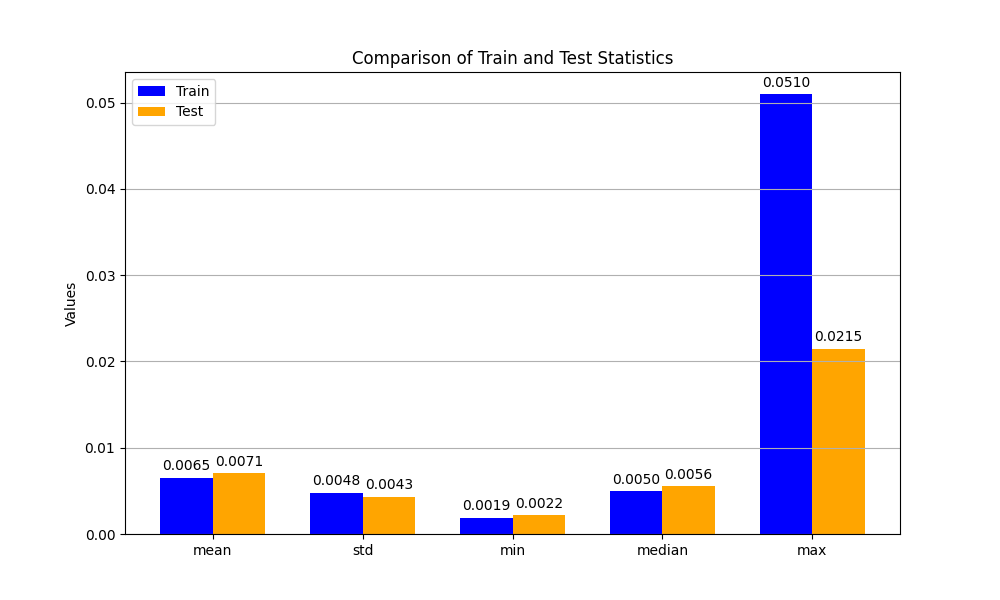 Comparison of Train and Test Statistics
Train
Test
Values
0.05
0.04
0.03
0.02
0.01
0.00
0.0065
0.0071
0.0048
0.0043
0.0019
0.0022
0.0050
0.0056
0.0510
0.0215
mean
std
min
median
max